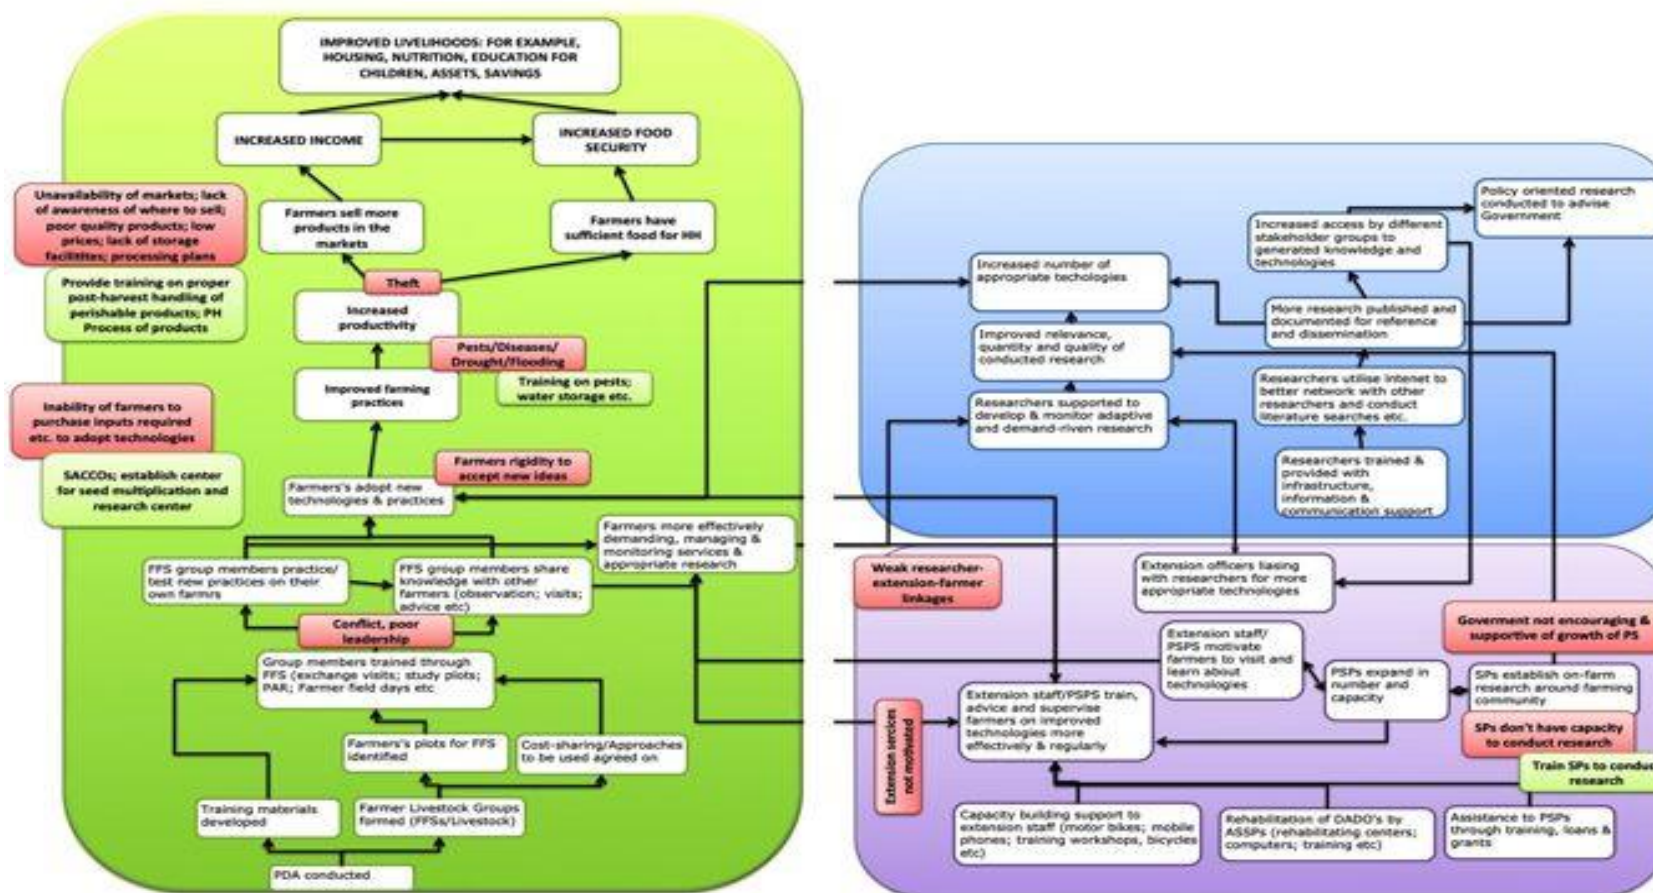 IMPROVED LIVELIHOODS: FOR EXAMPLE,
HOUSING, NUTRITION, EDUCATION FOR
CHILDREN, ASSETS, SAVINGS
INCREASED INCOME
INCREASED FOOD
SECURITY
Unavailability of markets; lack
of awareness of where to sell;
poor quality products; low
prices; lack of storage
facilitites; processing plans
Farmers sell more
products in the
markets
Farmers have
sufficient food for HH
Provide training on proper
post-harvest handling of
perishable products; PH
Process of products
Theft
Increased
productivity
Pests/Diseases/
Drought/Flooding
Training on pests;
water storage etc.
Improved farming
practices
Inability of farmers to
purchase inputs required
etc. to adopt technologies
SACCOs; establish center
for seed multiplication and
research center
Farmers rigidity to
accept new ideas
Farmers's adopt new
technologies & practices
Farmers more effectively
demanding, managing &
monitoring services &
appropriate research
FFS group members practice/
test new practices on their
own farmrs
FFS group members share
knowledge with other
farmers (observation; visits;
advice etc)
Conflict, poor
leadership
Group members trained through
FFS (exchange visits; study plots;
PAR; Farmer field days etc
Farmers's plots for FFS
identified
Cost-sharing/Approaches
to be used agreed on
Training materials
developed
Farmer Livestock Groups
formed (FFSs/Livestock)
PDA conducted
Policy oriented research
conducted to advise
Government
Increased access by different
stakeholder groups to
generated knowledge and
technologies
Increased number of
appropriate techologies
More research published and
documented for reference
and dissemination
Improved relevance,
quantity and quality of
conducted research
Researchers utilise intenet to
better network with other
researchers and conduct
literature searches etc.
Researchers supported to
develop & monitor adaptive
and demand-riven research
Researchers trained &
provided with
infrastructure,
information &
communication support
Weak researcher-
extension-farmer
linkages
Extension officers liasing
with researchers for more
appropriate technologies
Goverment not encouraging &
supportive of growth of PS
Extension staff/
PSPS motivate
farmers to visit and
learn about
technologies
PSPs expand in
number and
capacity
SPs establish on-farm
research around farming
community
Extension staff/PSPS train,
advice and supervise
farmers on improved
technologies more
effectively & regularly
Extension sercices
not motivated
SPs don't have capacity
to conduct research
Train SPs to conduc
research
Capacity building support to
extension staff (motor bikes; mobile
phones; training workshops, bicycles
etc)
Rehabilitation of DADO's by
ASSPs (rehabilitating centers;
computers; training etc)
Assistance to PSPs
through training, loans &
grants